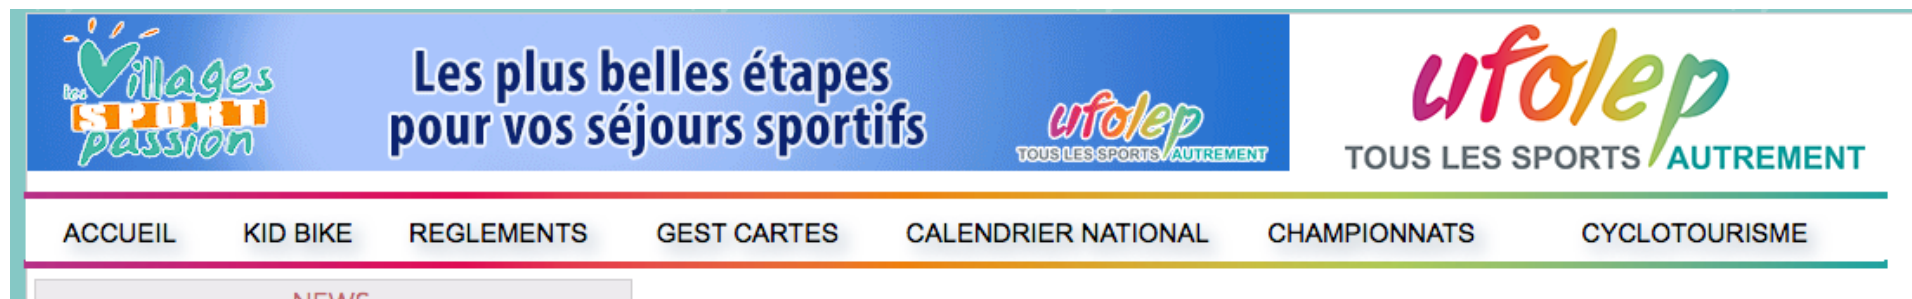 les Villages
SPORT
passion
Les plus belles étapes
pour vos séjours sportifs
ufolep
TOUS LES SPORTS AUTREMENT
ufolep
TOUS LES SPORTS AUTREMENT
ACCUEIL KID BIKE REGLEMENTS GEST CARTES CALENDRIER NATIONAL CHAMPIONNATS CYCLOTOURISME
NEWS